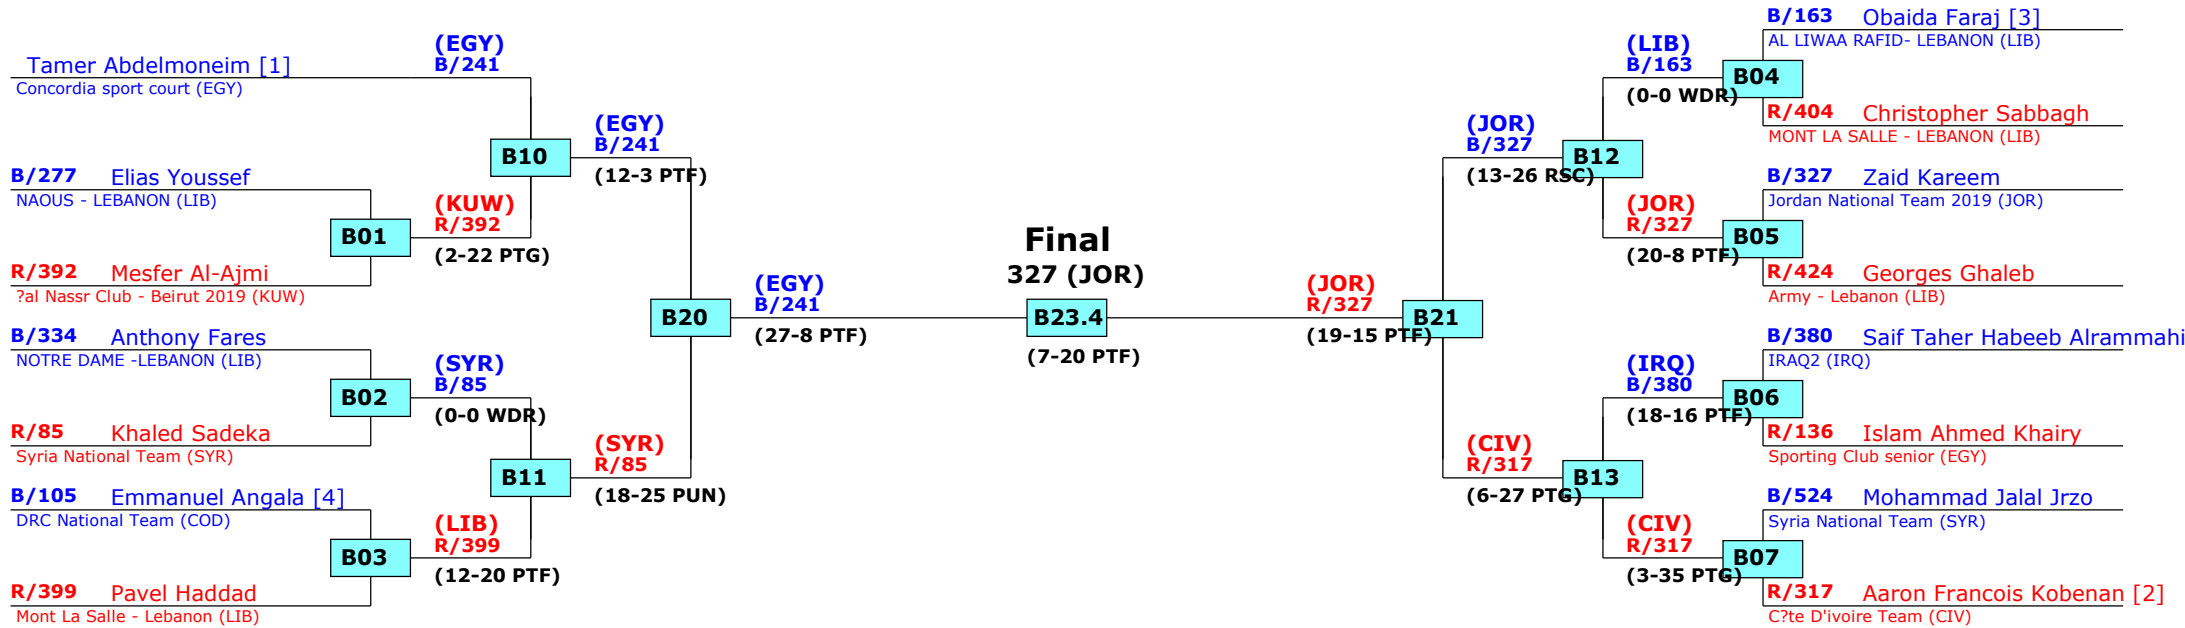 Tamer Abdelmoneim [1]
Concordia sport court (EGY)
B/277 Elias Youssef
NAOUS - LEBANON (LIB)
B01
R/392 Mesfer Al-Ajmi
?al Nassr Club - Beirut 2019 (KUW)
B/334 Anthony Fares
NOTRE DAME -LEBANON (LIB)
B02
R/85 Khaled Sadeka
Syria National Team (SYR)
B/105 Emmanuel Angala [4]
DRC National Team (COD)
B03
R/399 Pavel Haddad
Mont La Salle - Lebanon (LIB)
(EGY)
B/241
B10
(KUW)
R/392
(2-22 PTG)
(SYR)
B/85
(0-0 WDR)
B11
(LIB)
R/399
(12-20 PTF)
(EGY)
B/241
(12-3 PTF)
B20
(SYR)
R/85
(18-25 PUN)
(EGY)
B/241
(27-8 PTF)
Final
327 (JOR)
B23.4
(7-20 PTF)
(JOR)
R/327
(19-15 PTF)
B21
(JOR)
B/327
(13-26 RSC)
B12
(CIV)
R/317
(6-27 PTG)
B13
(LIB)
B/163
(0-0 WDR)
B04
(JOR)
R/327
(20-8 PTF)
B05
(IRQ)
B/380
(18-16 PTF)
B06
(CIV)
R/317
(3-35 PTG)
B07
B/163 Obaida Faraj [3]
AL LIWAA RAFID- LEBANON (LIB)
R/404 Christopher Sabbagh
MONT LA SALLE - LEBANON (LIB)
B/327 Zaid Kareem
Jordan National Team 2019 (JOR)
R/424 Georges Ghaleb
Army - Lebanon (LIB)
B/380 Saif Taher Habeeb Alrammahi
IRAQ2 (IRQ)
R/136 Islam Ahmed Khairy
Sporting Club senior (EGY)
B/524 Mohammad Jalal Jrzo
Syria National Team (SYR)
R/317 Aaron Francois Kobenan [2]
C?te D'ivoire Team (CIV)